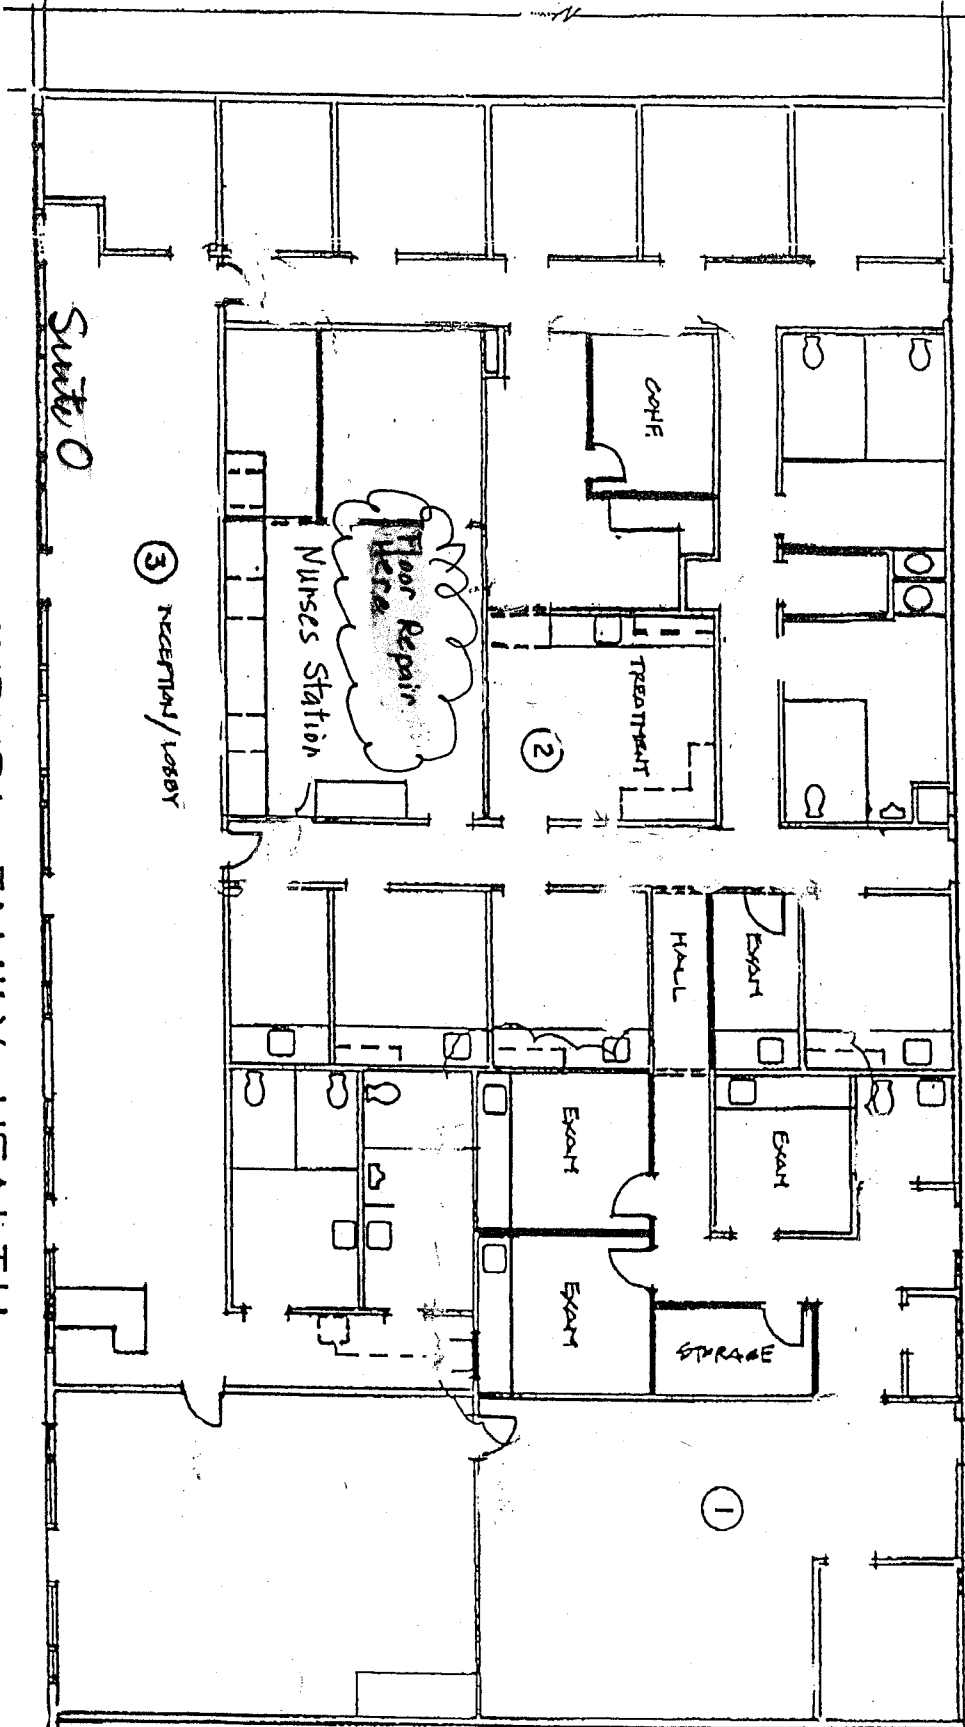 Suite O
③ RECEPTION/LOBBY
Nurses Station
Floor Repair
Here
CONF.
TREATMENT
②
HALL
EXAM
EXAM
EXAM
EXAM
STORAGE
①